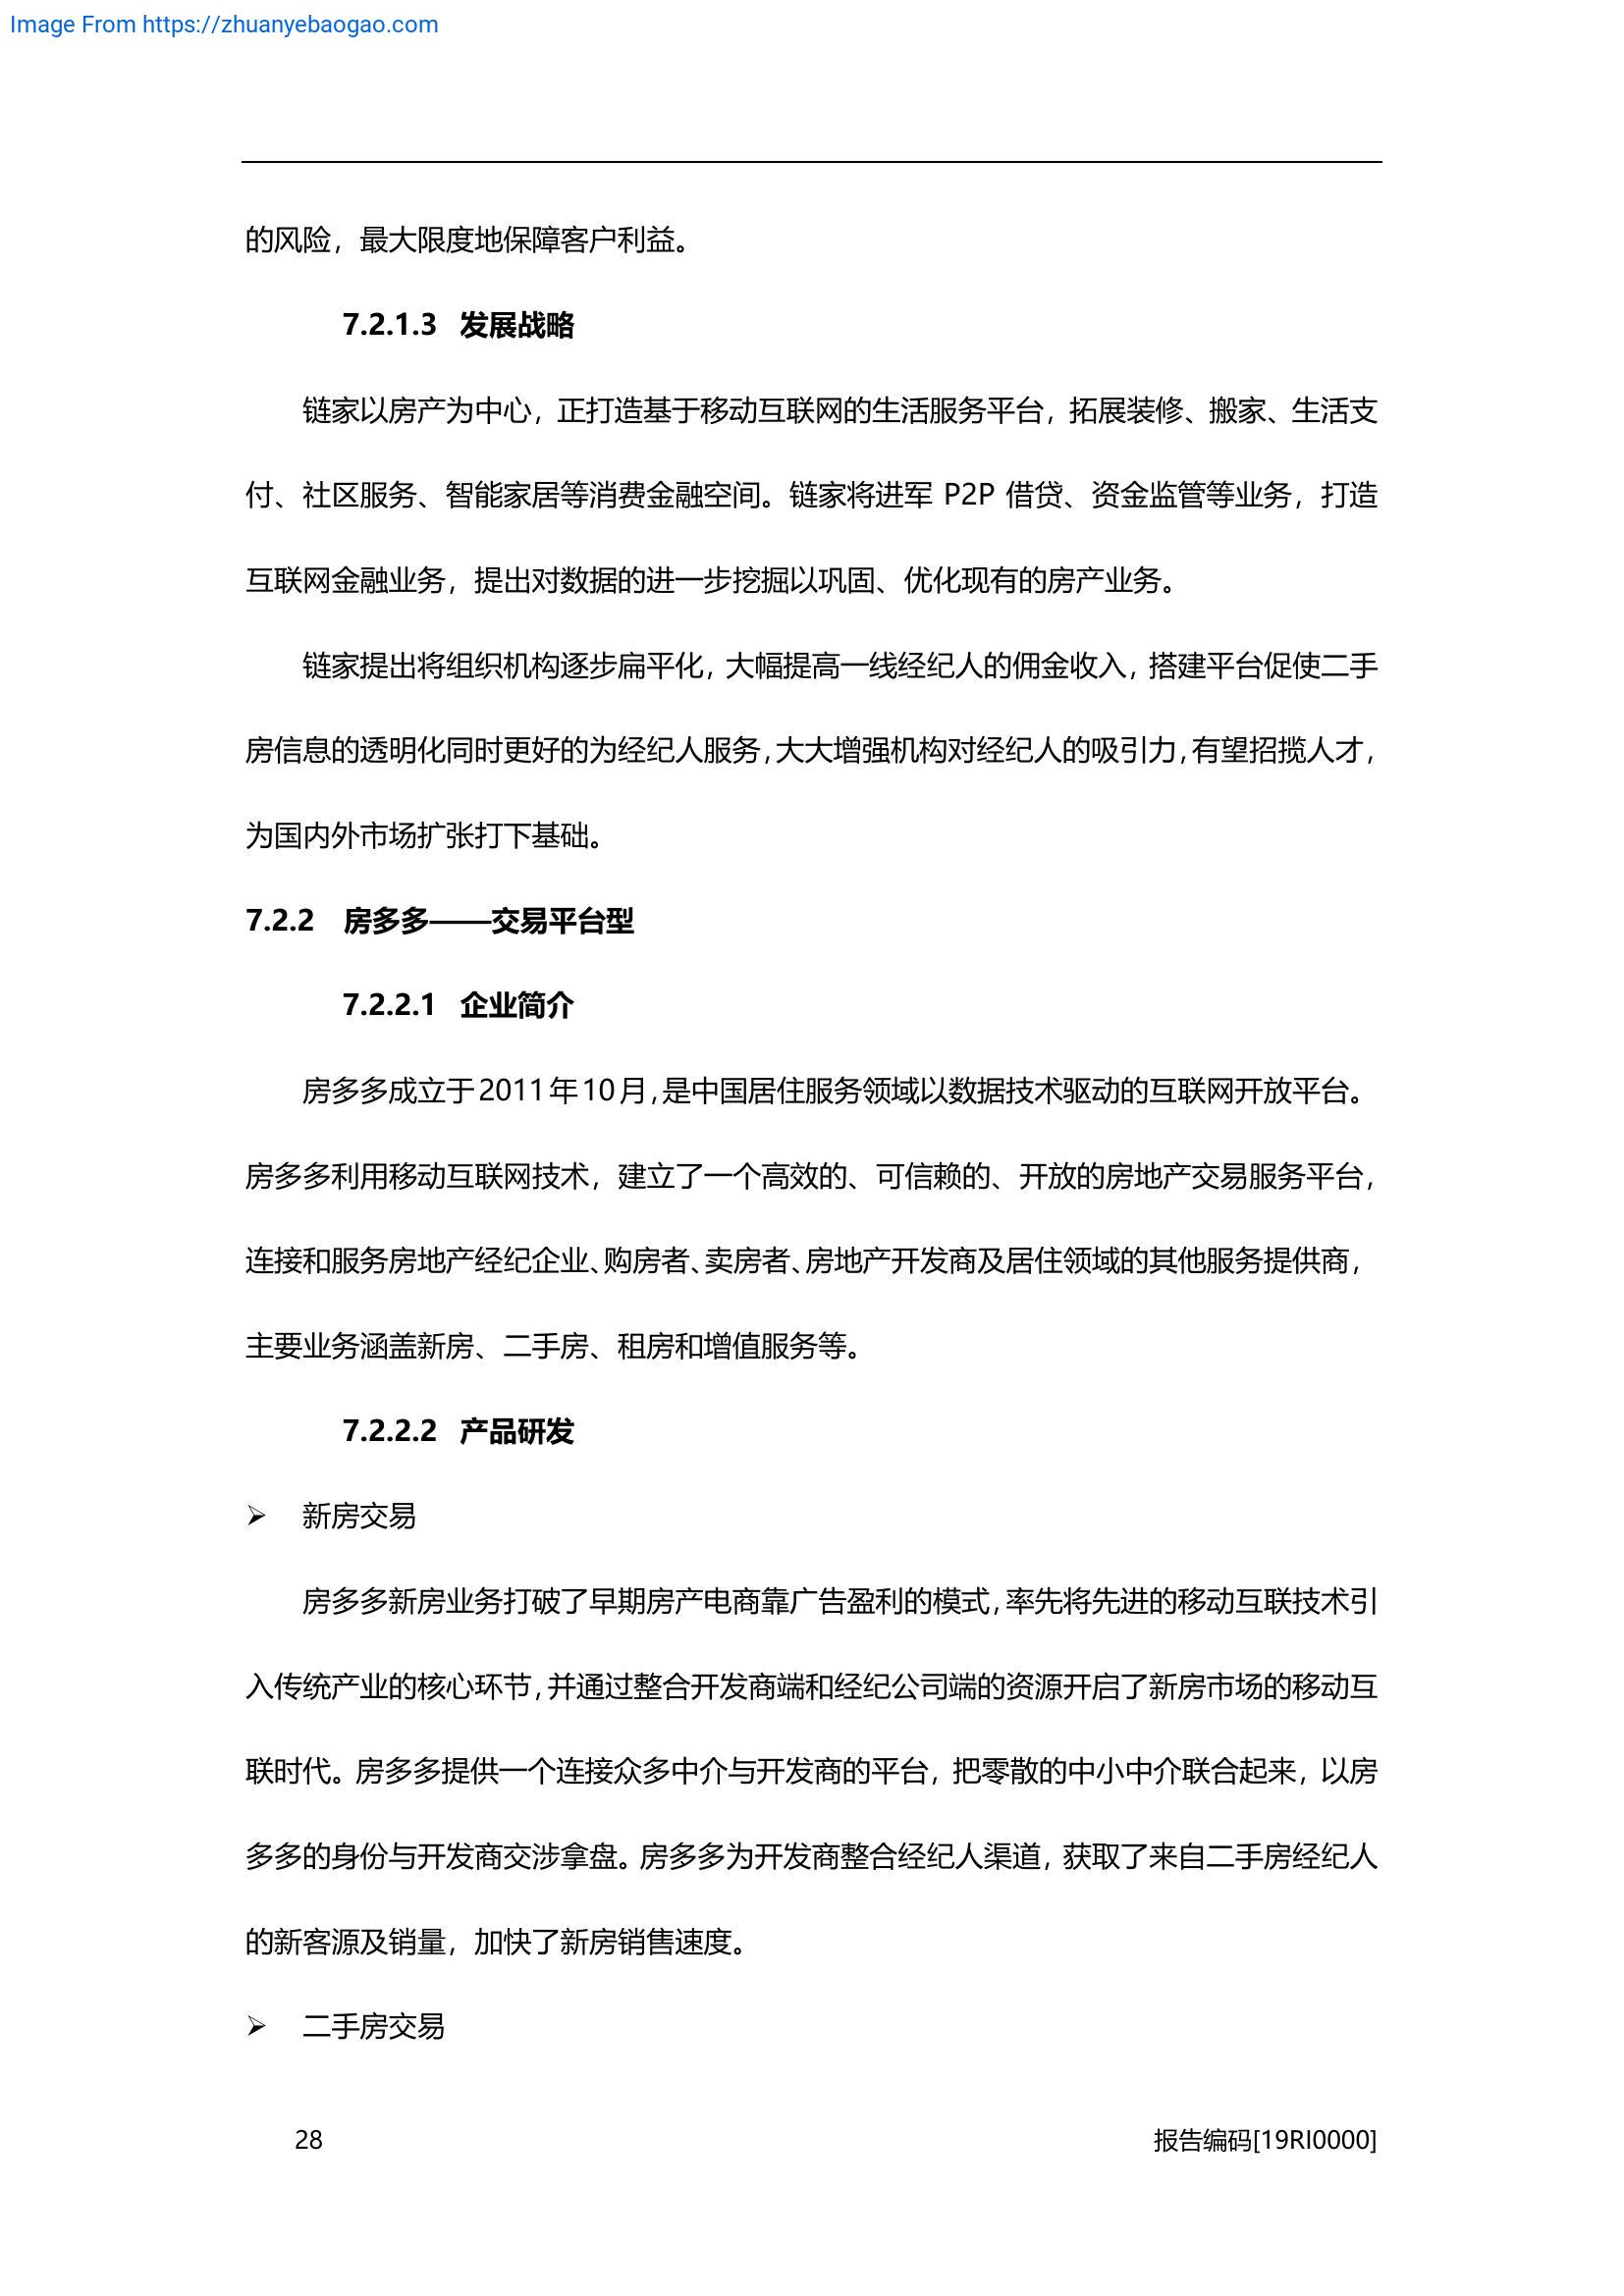 Image From https://zhuanyebaogao.com
的风险，最大限度地保障客户利益。
7.2.1.3 发展战略
链家以房产为中心，正打造基于移动互联网的生活服务平台，拓展装修、搬家、生活支
付、社区服务、智能家居等消费金融空间。链家将进军 P2P 借贷、资金监管等业务，打造
互联网金融业务，提出对数据的进一步挖掘以巩固、优化现有的房产业务。
链家提出将组织机构逐步扁平化，大幅提高一线经纪人的佣金收入，搭建平台促使二手
房信息的透明化同时更好的为经纪人服务，大大增强机构对经纪人的吸引力，有望招揽人才，
为国内外市场扩张打下基础。
7.2.2 房多多——交易平台型
7.2.2.1 企业简介
房多多成立于 2011 年 10 月，是中国居住服务领域以数据技术驱动的互联网开放平台。
房多多利用移动互联网技术，建立了一个高效的、可信赖的、开放的房地产交易服务平台，
连接和服务房地产经纪企业、购房者、卖房者、房地产开发商及居住领域的其他服务提供商，
主要业务涵盖新房、二手房、租房和增值服务等。
7.2.2.2 产品研发
➢ 新房交易
房多多新房业务打破了早期房产电商靠广告盈利的模式，率先将先进的移动互联技术引
入传统产业的核心环节，并通过整合开发商端和经纪公司端的资源开启了新房市场的移动互
联时代。房多多提供一个连接众多中介与开发商的平台，把零散的中小中介联合起来，以房
多多的身份与开发商交涉拿盘。房多多为开发商整合经纪人渠道，获取了来自二手房经纪人
的新客源及销量，加快了新房销售速度。
➢ 二手房交易
28 报告编码[19RI0000]